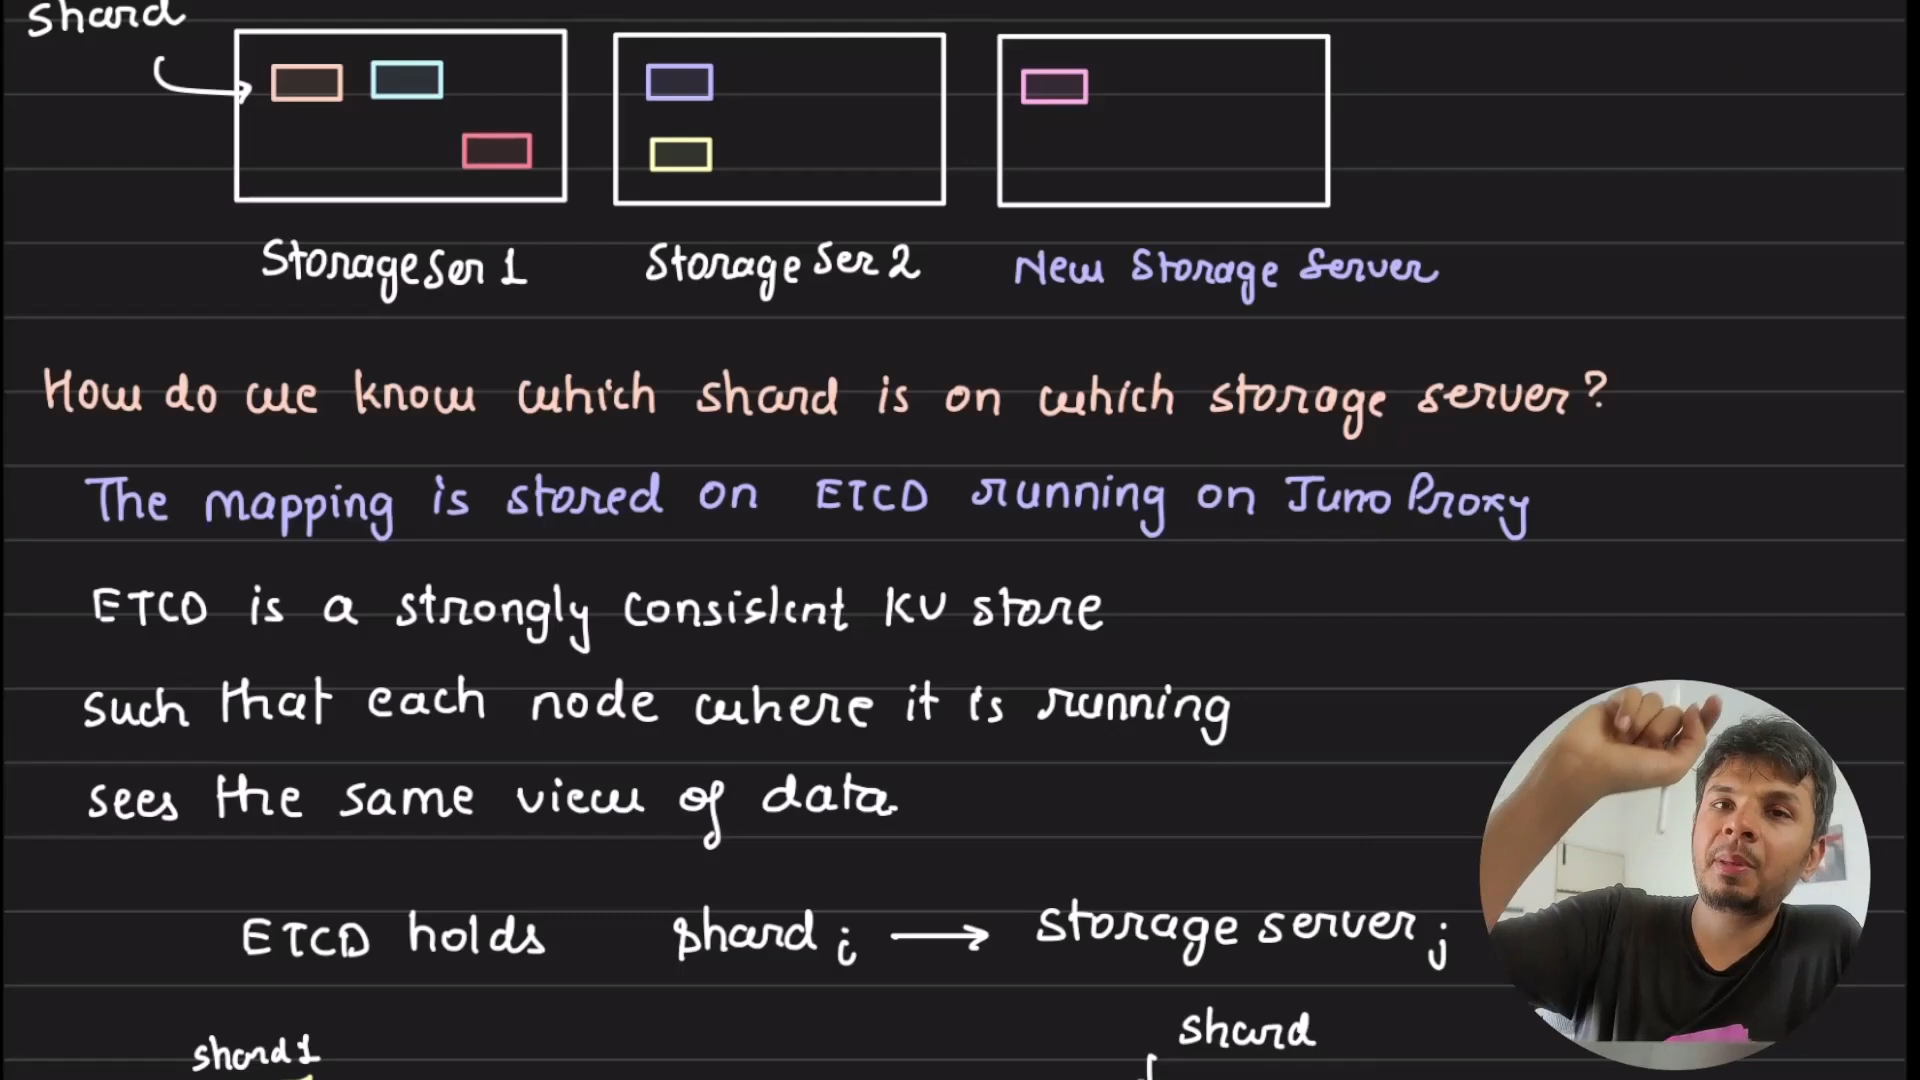 Shard
Storage Ser 1
Storage Ser 2
New Storage Server
How do we know which shard is on which storage server?
The mapping is stored on ETCD running on Juno Proxy
ETCD is a strongly consistent KV store
such that each node where it is running
sees the same view of data.
ETCD holds shard i → storage server j
shard
shard 1